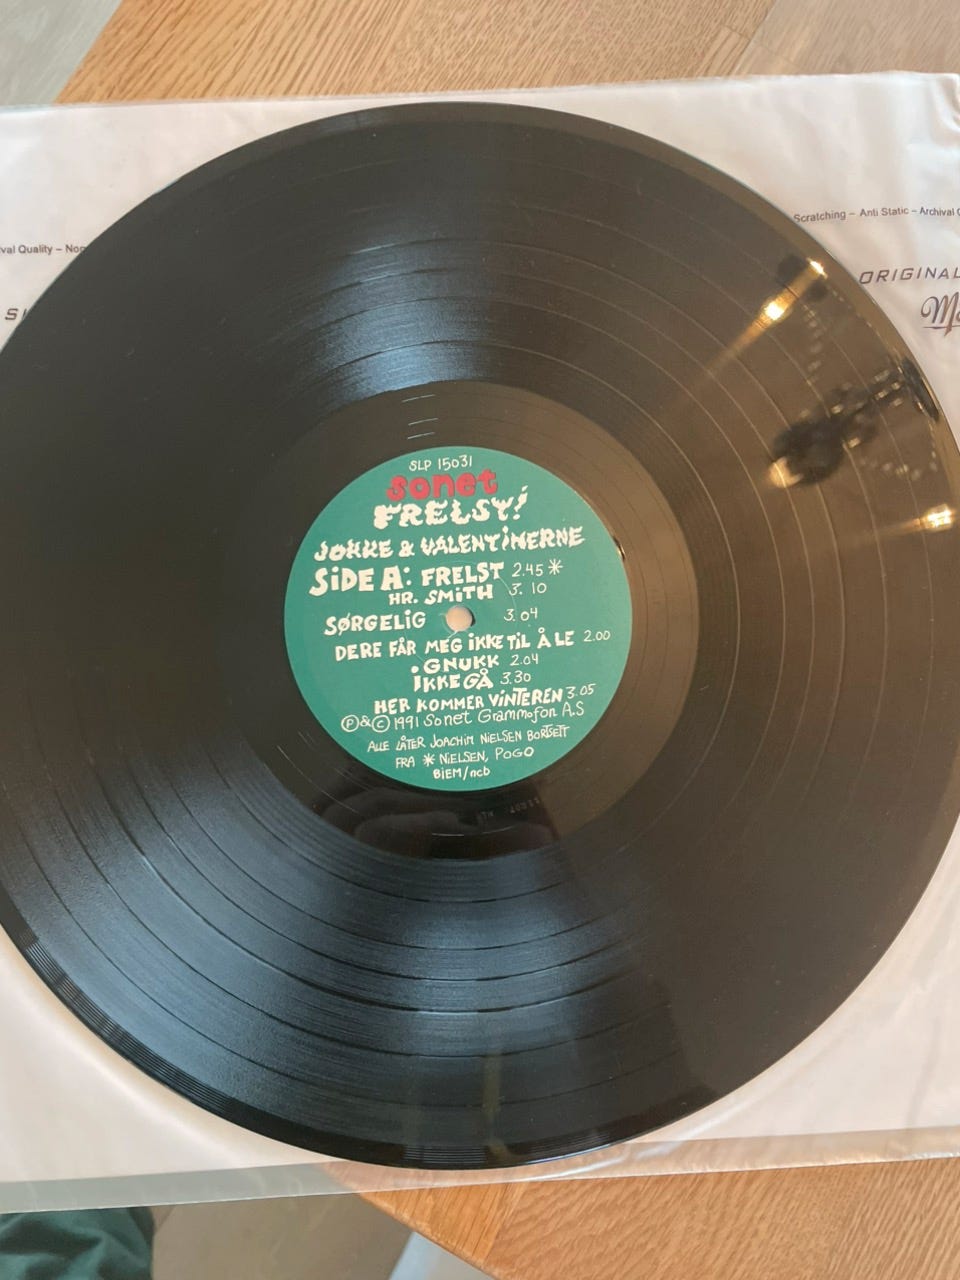 Scratching – Anti Static – Archival
val Quality –
ORIGINAL
SLP 15031
sonet
FRELST!
JOKKE & VALENTINERNE
SiDE A: FRELST 2.45 *
HR. SMiTH 3.10
SØRGELiG 3.04
DERE FÅR MEG iKKE TiL Å LE 2.00
iGNUKK 2.04
iKKE GÅ 3.30
HER KOMMER ViNTEREN 3.05
Ⓟ&© 1991 Sonet Grammofon A.S
ALLE LÅTER JOACHIM NIELSEN BORTSETT
FRA * NIELSEN, POGO
BiEM/ncb